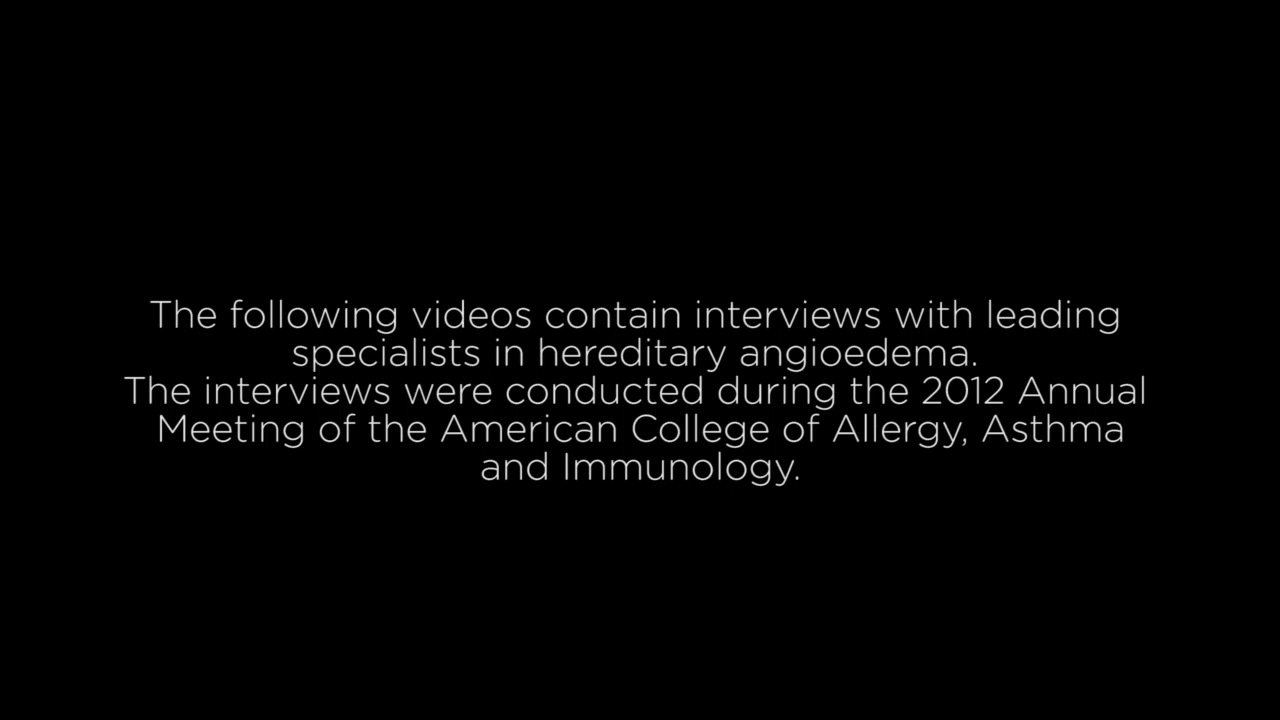 The following videos contain interviews with leading
specialists in hereditary angioedema.
The interviews were conducted during the 2012 Annual
Meeting of the American College of Allergy, Asthma
and Immunology.